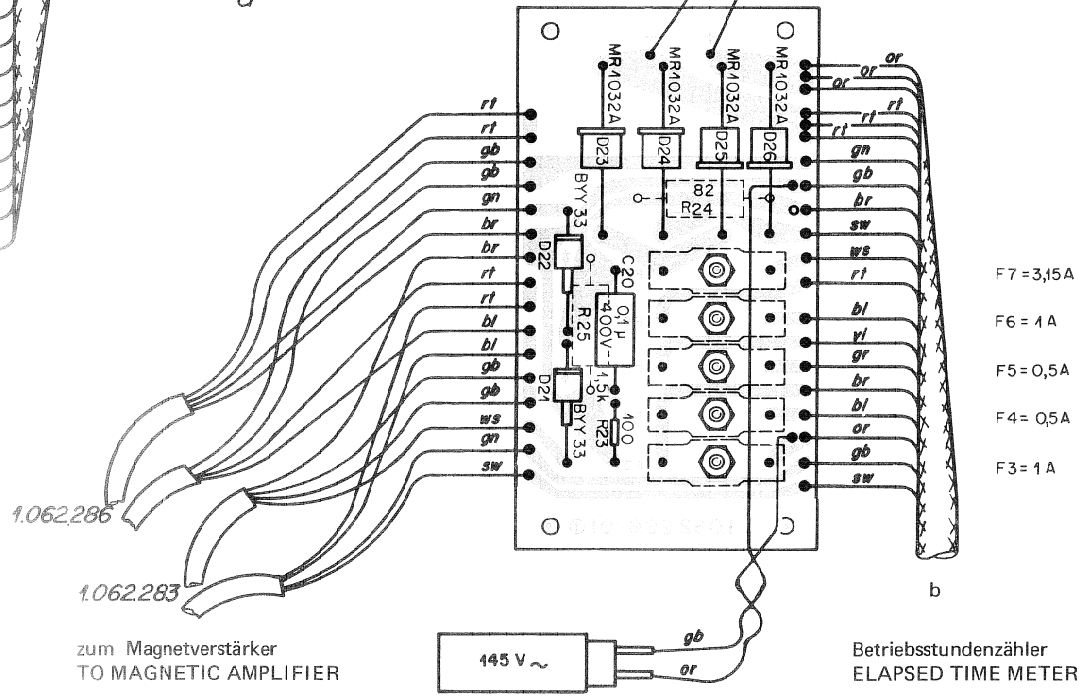 MR1032A
MR1032A
MR1032A
MR1032A
D23
D24
D25
D26
or
or
or
rt
rt
rt
gn
gb
br
sw
ws
rt
bl
vi
gr
br
bl
or
gb
sw
rt
rt
gb
gb
gn
br
br
rt
rt
bl
bl
gb
gb
ws
gn
sw
82
R24
BYY 33
D22
C20
0,1 µ
400V-
R25
1,5k
D21
BYY 33
R23
100
F7 = 3,15 A
F6 = 1 A
F5 = 0,5 A
F4 = 0,5 A
F3 = 1 A
1.062.286
1.062.283
b
zum Magnetverstärker
TO MAGNETIC AMPLIFIER
145 V ~
gb
or
Betriebsstundenzähler
ELAPSED TIME METER